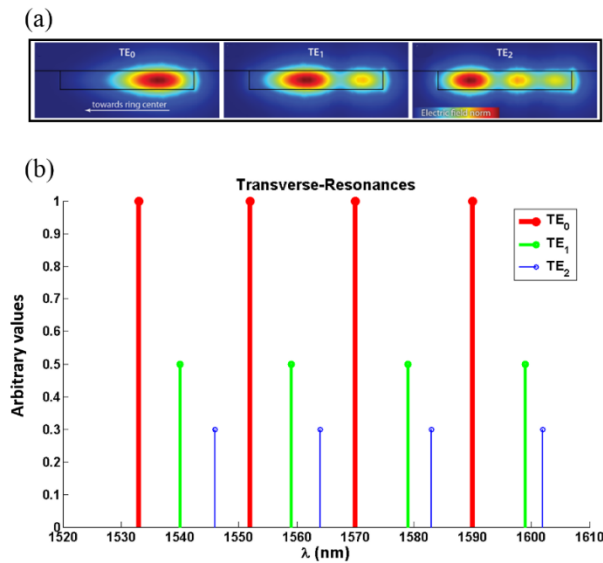 (a)
TE0 TE1 TE2
towards ring center
Electric field norm
(b)
Transverse-Resonances
1
0.9
0.8
0.7
0.6
0.5
0.4
0.3
0.2
0.1
0
Arbitrary values
TE0
TE1
TE2
1520 1530 1540 1550 1560 1570 1580 1590 1600 1610
λ (nm)